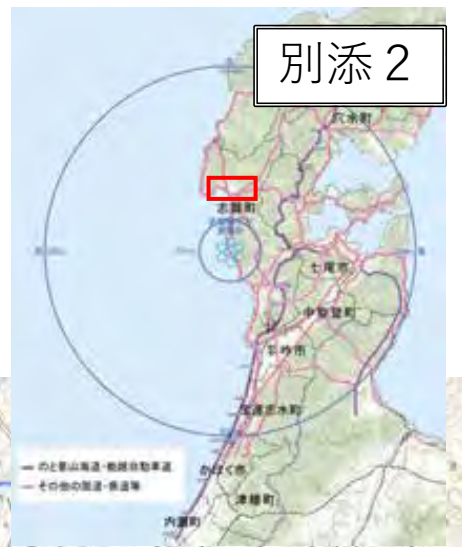 別添2
穴水町
志賀町
七尾市
中能登町
羽咋市
宝達志水町
かほく市
津幡町
内灘町
のと里山海道・能越自動車道
その他の国道・県道等